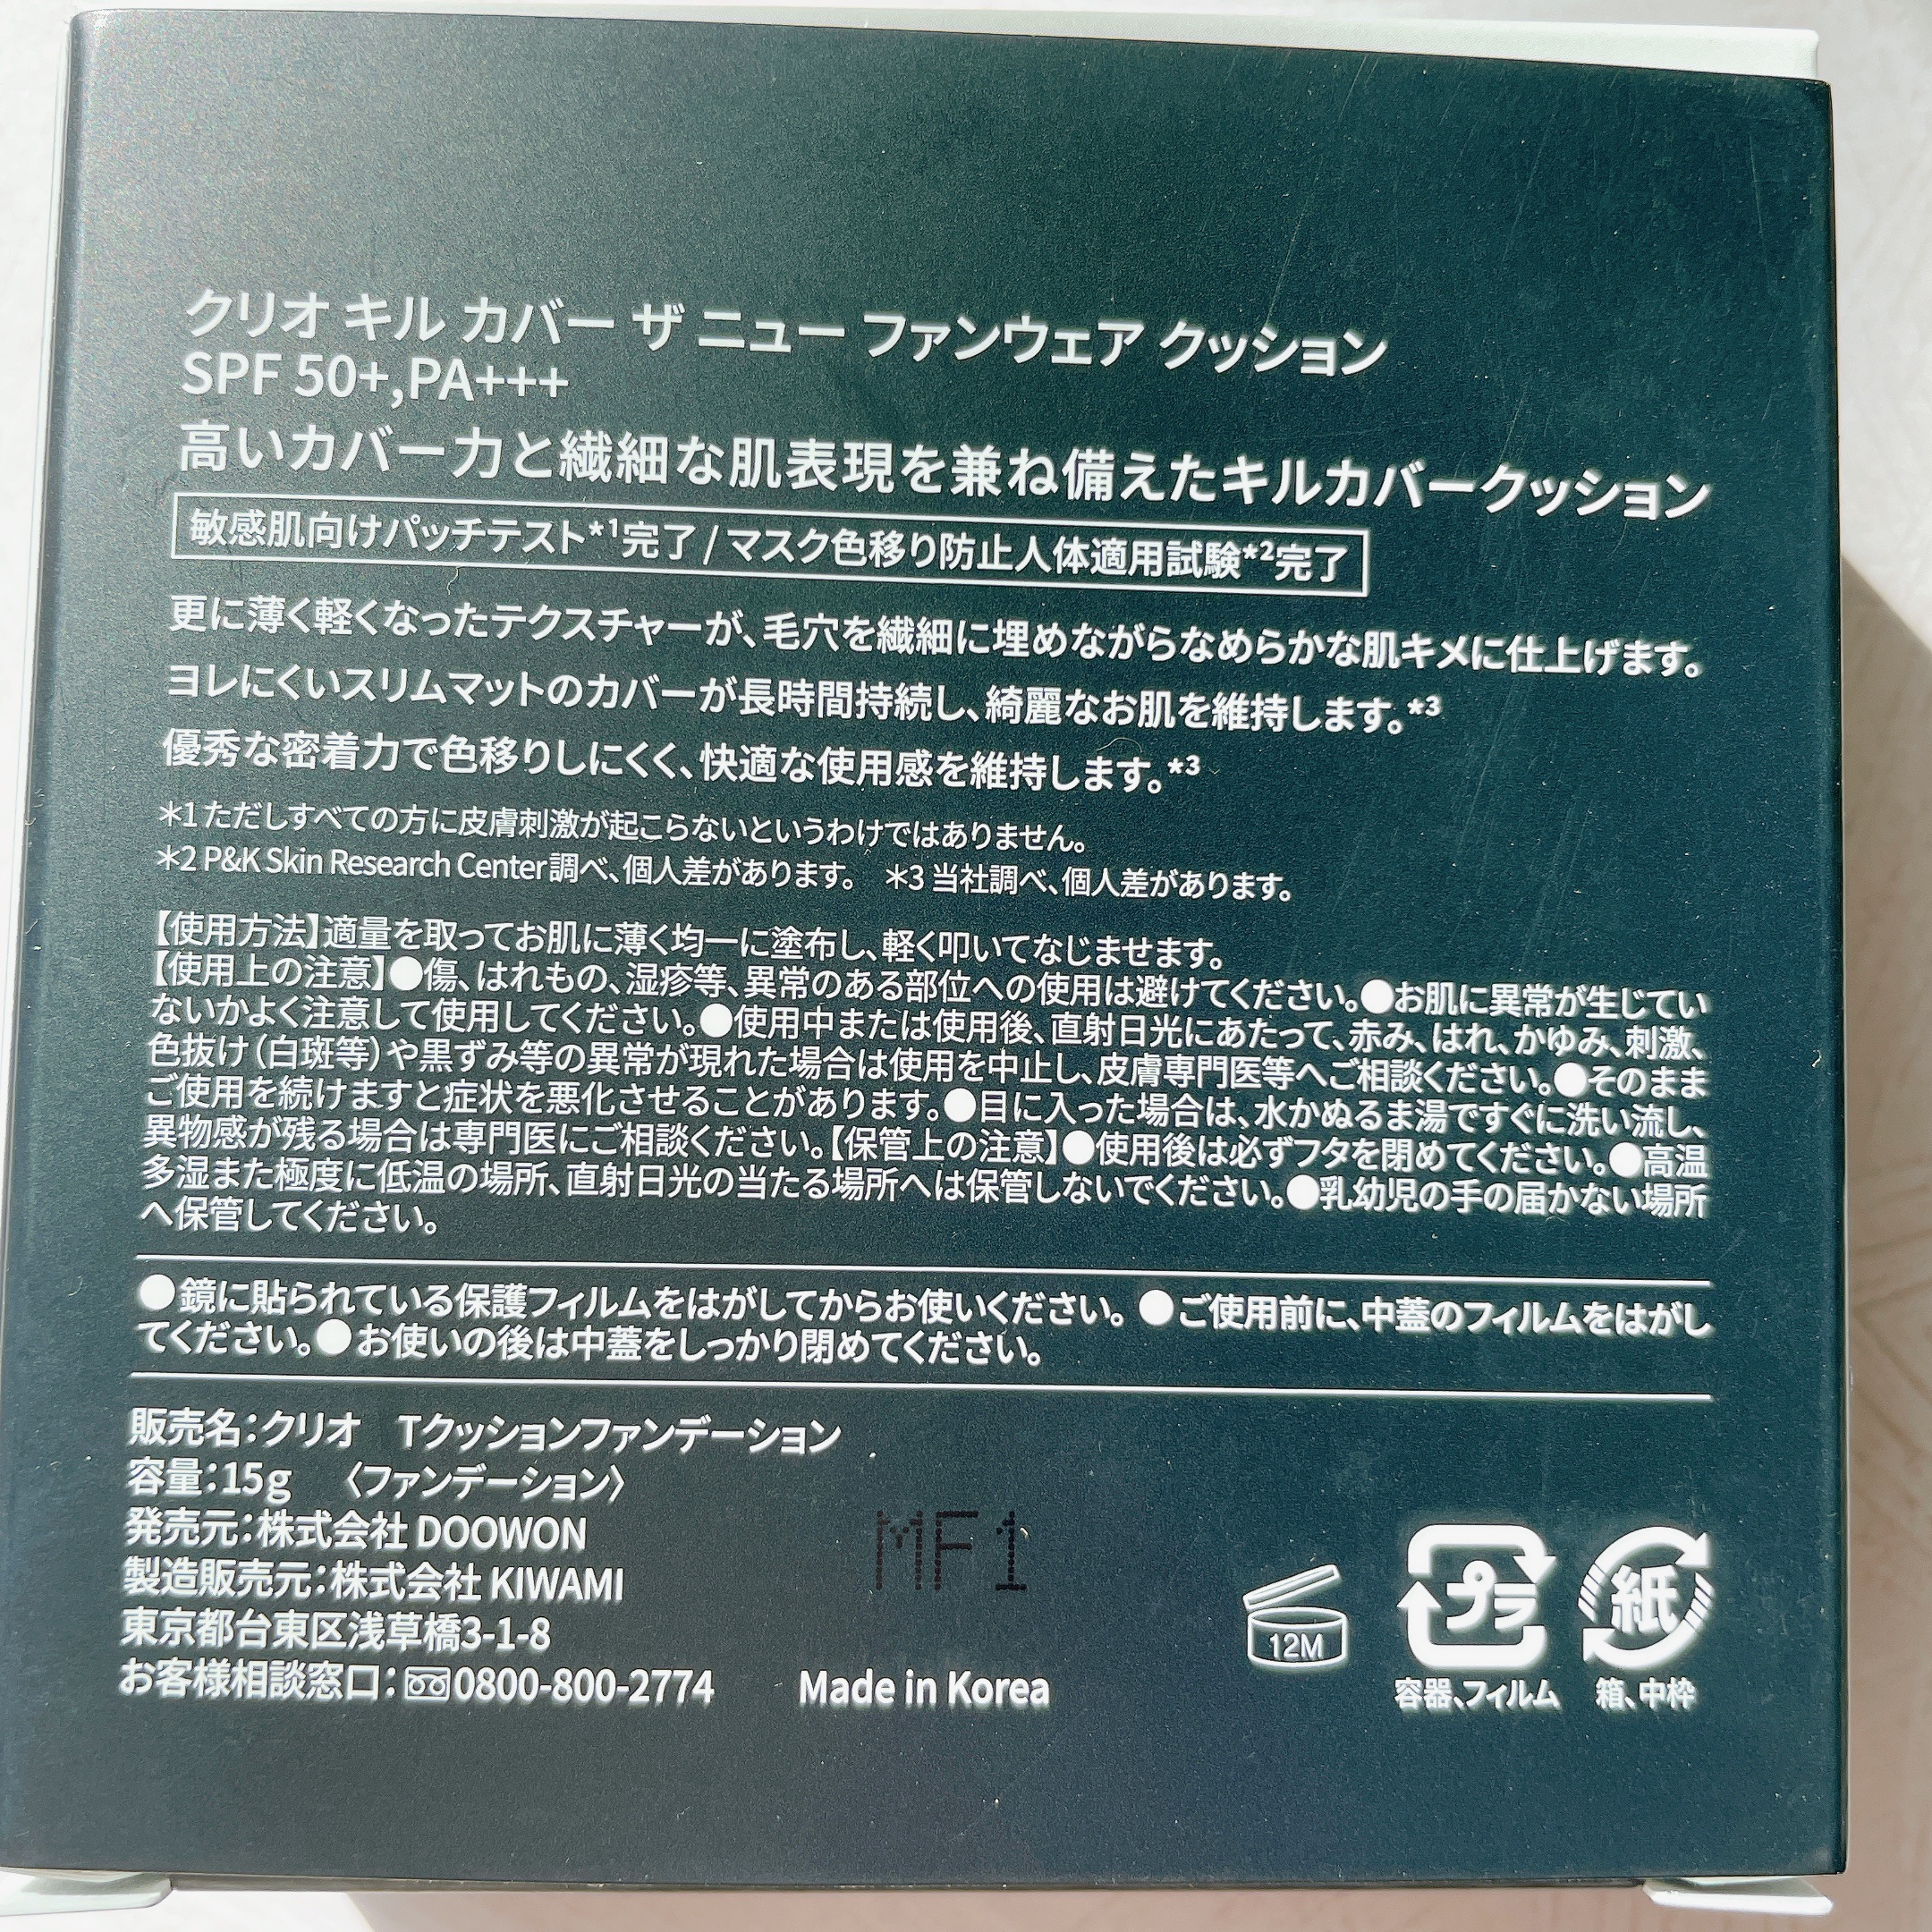 クリオ キル カバー ザ ニュー ファンウェア クッション
SPF 50+,PA+++
高いカバー力と繊細な肌表現を兼ね備えたキルカバークッション
敏感肌向けパッチテスト*1完了 / マスク色移り防止人体適用試験*2完了
更に薄く軽くなったテクスチャーが、毛穴を繊細に埋めながらなめらかな肌キメに仕上げます。
ヨレにくいスリムマットのカバーが長時間持続し、綺麗なお肌を維持します。*3
優秀な密着力で色移りしにくく、快適な使用感を維持します。*3
*1 ただしすべての方に皮膚刺激が起こらないというわけではありません。
*2 P&K Skin Research Center調べ、個人差があります。 *3 当社調べ、個人差があります。
【使用方法】適量を取ってお肌に薄く均一に塗布し、軽く叩いてなじませます。
【使用上の注意】●傷、はれもの、湿疹等、異常のある部位への使用は避けてください。●お肌に異常が生じてい
ないかよく注意して使用してください。●使用中または使用後、直射日光にあたって、赤み、はれ、かゆみ、刺激、
色抜け（白斑等）や黒ずみ等の異常が現れた場合は使用を中止し、皮膚専門医等へご相談ください。●そのまま
ご使用を続けますと症状を悪化させることがあります。●目に入った場合は、水かぬるま湯ですぐに洗い流し、
異物感が残る場合は専門医にご相談ください。【保管上の注意】●使用後は必ずフタを閉めてください。●高温
多湿また極度に低温の場所、直射日光の当たる場所へは保管しないでください。●乳幼児の手の届かない場所
へ保管してください。
●鏡に貼られている保護フィルムをはがしてからお使いください。●ご使用前に、中蓋のフィルムをはがし
てください。●お使いの後は中蓋をしっかり閉めてください。
販売名：クリオ Tクッションファンデーション
容量：15g 〈ファンデーション〉
発売元：株式会社 DOOWON
製造販売元：株式会社 KIWAMI
東京都台東区浅草橋3-1-8
お客様相談窓口：0800-800-2774
Made in Korea
MF1
12M
プラ
容器、フィルム
紙
箱、中枠